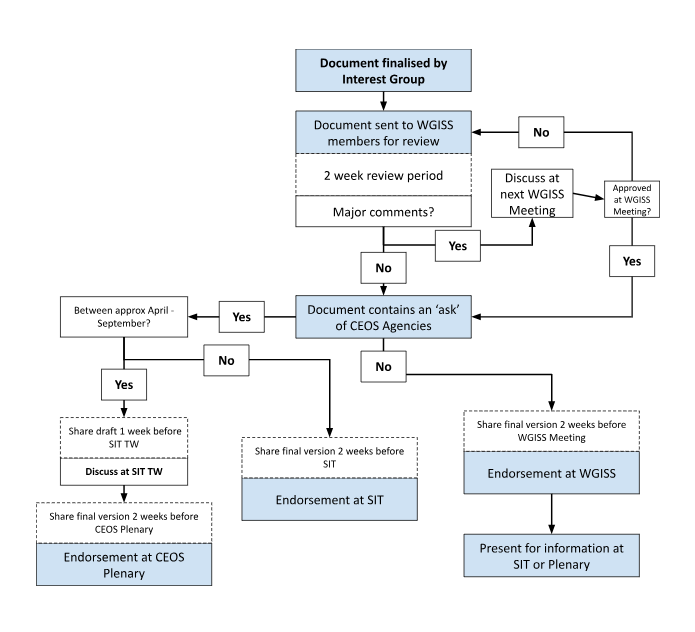 Document finalised by
Interest Group
Document sent to WGISS
members for review
No
2 week review period
Discuss at
next WGISS
Meeting
Approved
at WGISS
Meeting?
Major comments?
Yes
No
Yes
Between approx April -
September?
Yes
Document contains an ‘ask’
of CEOS Agencies
No
No
Yes
Share draft 1 week before
SIT TW
Discuss at SIT TW
Share final version 2 weeks before
CEOS Plenary
Endorsement at CEOS
Plenary
Share final version 2 weeks before
SIT
Endorsement at SIT
Share final version 2 weeks before
WGISS Meeting
Endorsement at WGISS
Present for information at
SIT or Plenary